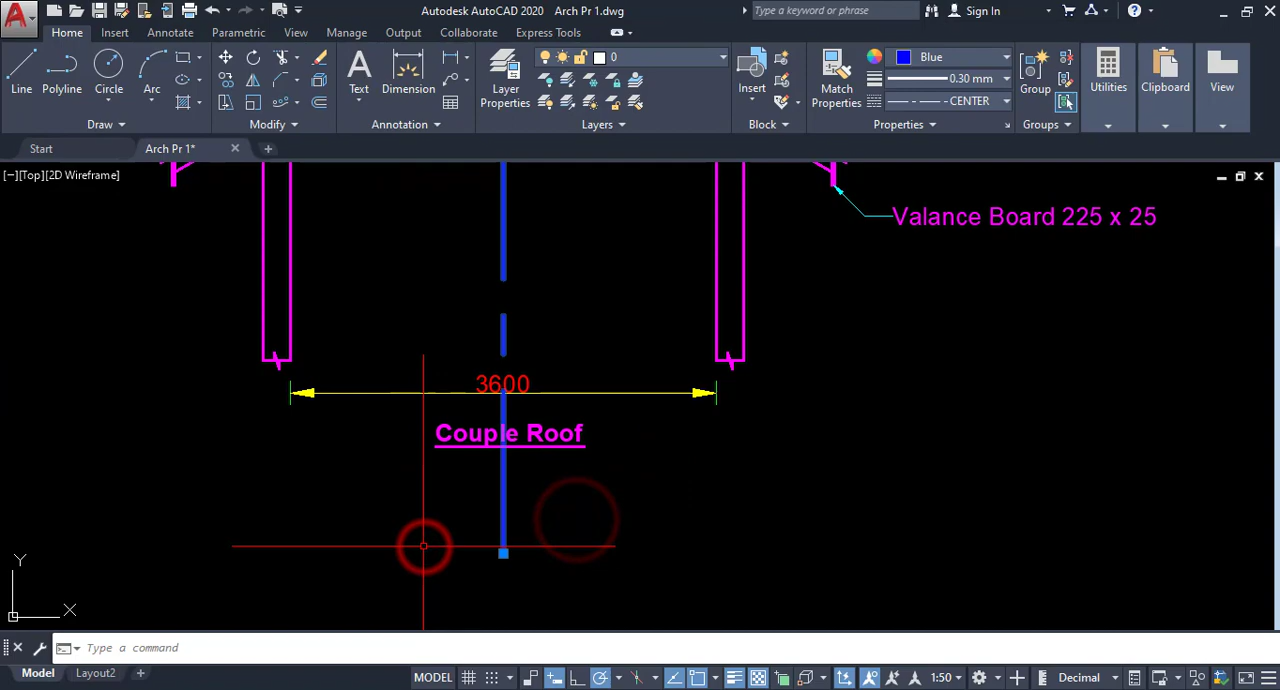 Autodesk AutoCAD 2020 Arch Pr 1.dwg
Type a keyword or phrase
Sign In
Home Insert Annotate Parametric View Manage Output Collaborate Express Tools
Line Polyline Circle Arc
Text Dimension
Layer Properties
0
Insert
Match Properties
Blue
0.30 mm
CENTER
Group
Utilities
Clipboard
View
Draw Modify Annotation Layers Block Properties Groups
Start Arch Pr 1*
[−][Top][2D Wireframe]
Valance Board 225 x 25
3600
Couple Roof
Y
X
Type a command
Model Layout2
MODEL 1:50 Decimal